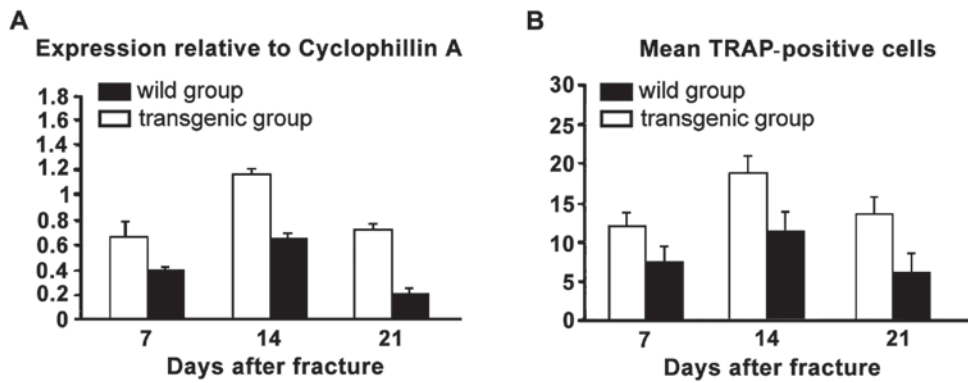 A
Expression relative to Cyclophillin A
1.8
1.6
1.4
1.2
1
0.8
0.6
0.4
0.2
0
wild group
transgenic group
7 14 21
Days after fracture
B
Mean TRAP-positive cells
30
25
20
15
10
5
0
wild group
transgenic group
7 14 21
Days after fracture